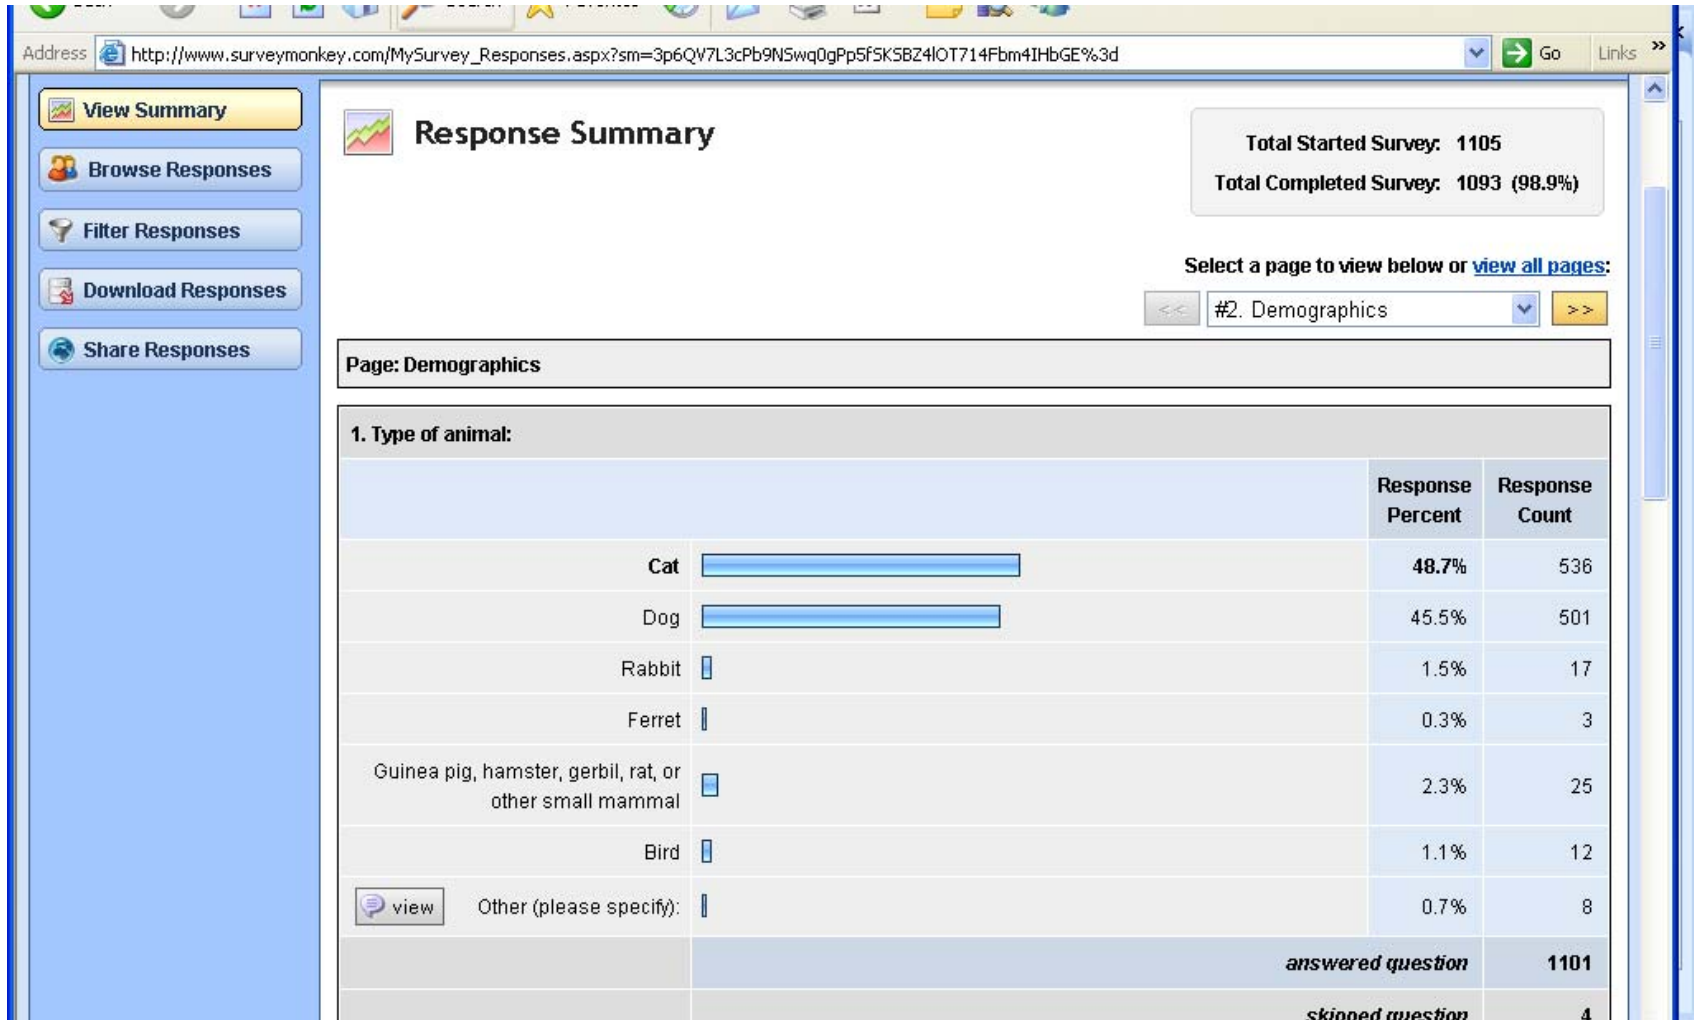 Address http://www.surveymonkey.com/MySurvey_Responses.aspx?sm=3p6QV7L3cPb9NSwq0gPp5fSKSBZ4lOT714Fbm4IHbGE%3d Go Links »
View Summary
Browse Responses
Filter Responses
Download Responses
Share Responses
Response Summary
Total Started Survey: 1105
Total Completed Survey: 1093 (98.9%)
Select a page to view below or view all pages:
<< #2. Demographics >>
Page: Demographics
1. Type of animal:
Response Percent
Response Count
Cat 48.7% 536
Dog 45.5% 501
Rabbit 1.5% 17
Ferret 0.3% 3
Guinea pig, hamster, gerbil, rat, or
other small mammal 2.3% 25
Bird 1.1% 12
view Other (please specify): 0.7% 8
answered question 1101
skipped question 4